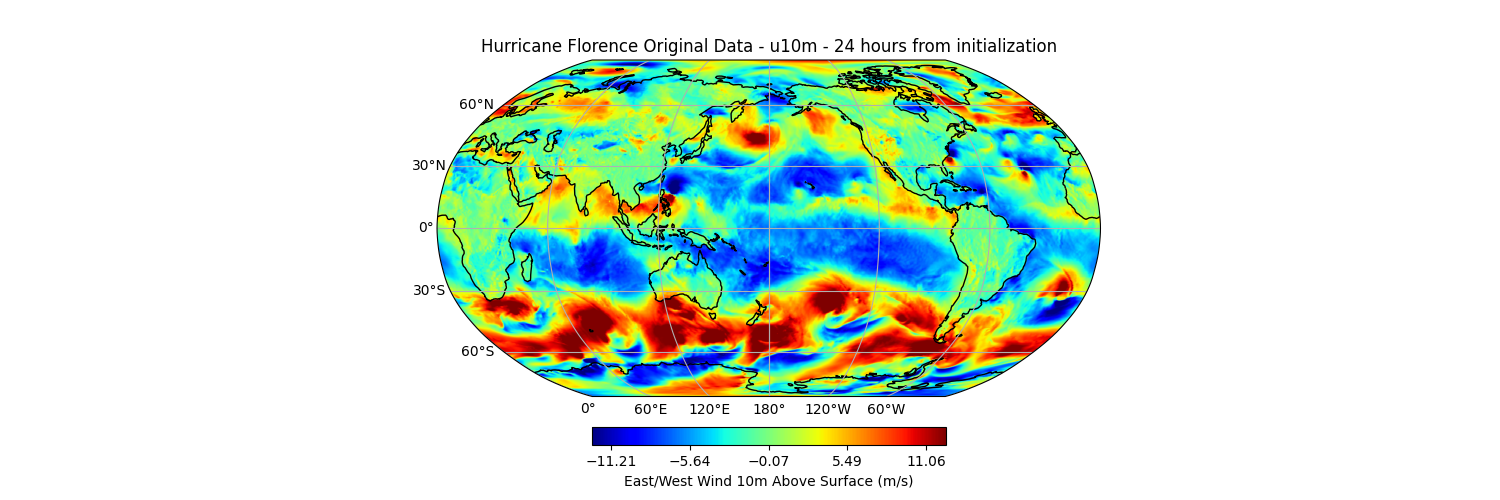 Hurricane Florence Original Data - u10m - 24 hours from initialization
60°N
30°N
0°
30°S
60°S
0° 60°E 120°E 180° 120°W 60°W
−11.21 −5.64 −0.07 5.49 11.06
East/West Wind 10m Above Surface (m/s)